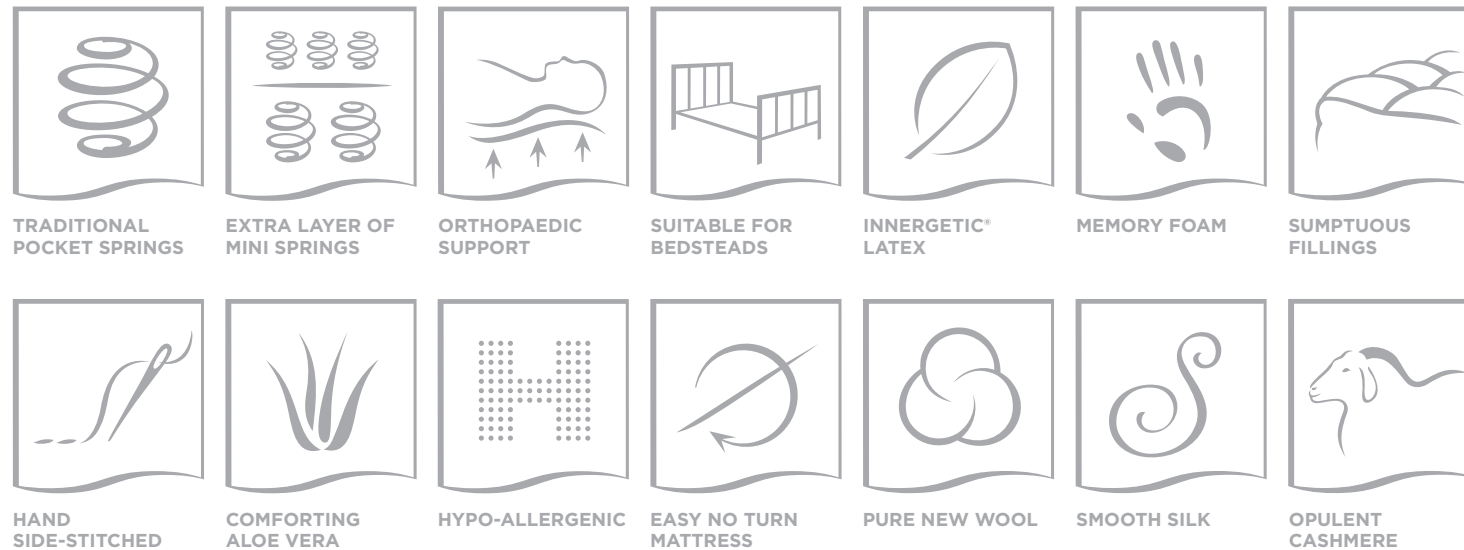 TRADITIONAL
POCKET SPRINGS
EXTRA LAYER OF
MINI SPRINGS
ORTHOPAEDIC
SUPPORT
SUITABLE FOR
BEDSTEADS
INNERGETIC®
LATEX
MEMORY FOAM
SUMPTUOUS
FILLINGS
H
HAND
SIDE-STITCHED
COMFORTING
ALOE VERA
HYPO-ALLERGENIC
EASY NO TURN
MATTRESS
PURE NEW WOOL
SMOOTH SILK
OPULENT
CASHMERE